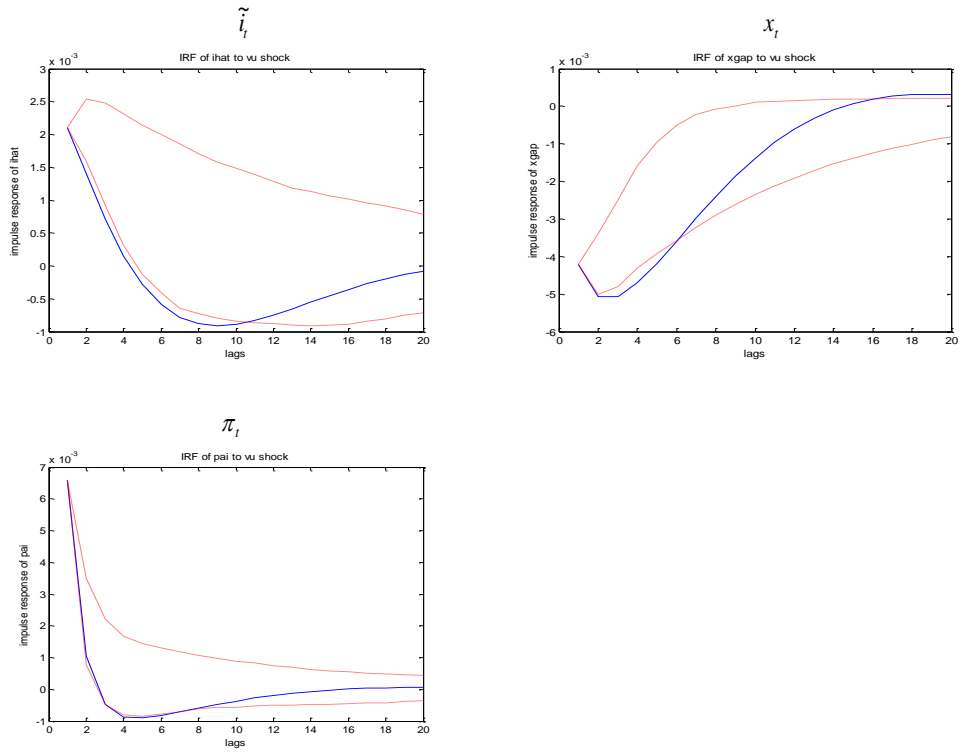 ĩ_t
x_t
x 10^-3
IRF of ihat to vu shock
3
2.5
2
1.5
1
0.5
0
-0.5
-1
impulse response of ihat
0 2 4 6 8 10 12 14 16 18 20
lags
x 10^-3
IRF of xgap to vu shock
1
0
-1
-2
-3
-4
-5
-6
impulse response of xgap
0 2 4 6 8 10 12 14 16 18 20
lags
π_t
x 10^-3
IRF of pai to vu shock
7
6
5
4
3
2
1
0
-1
impulse response of pai
0 2 4 6 8 10 12 14 16 18 20
lags